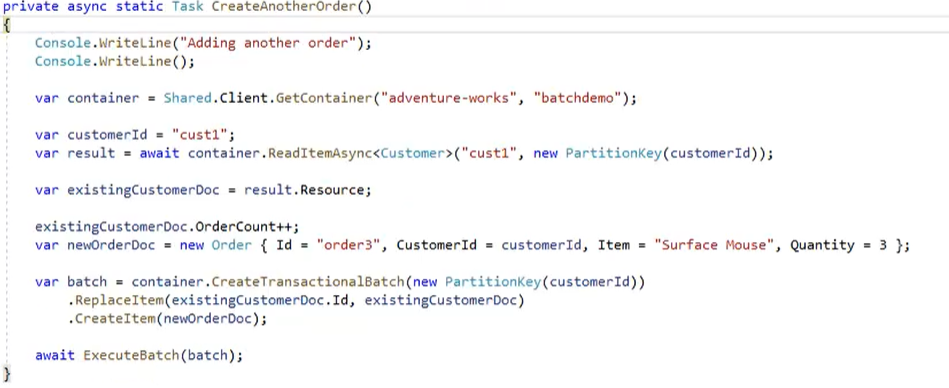 private async static Task CreateAnotherOrder()
{
Console.WriteLine("Adding another order");
Console.WriteLine();
var container = Shared.Client.GetContainer("adventure-works", "batchdemo");
var customerId = "cust1";
var result = await container.ReadItemAsync<Customer>("cust1", new PartitionKey(customerId));
var existingCustomerDoc = result.Resource;
existingCustomerDoc.OrderCount++;
var newOrderDoc = new Order { Id = "order3", CustomerId = customerId, Item = "Surface Mouse", Quantity = 3 };
var batch = container.CreateTransactionalBatch(new PartitionKey(customerId))
.ReplaceItem(existingCustomerDoc.Id, existingCustomerDoc)
.CreateItem(newOrderDoc);
await ExecuteBatch(batch);
}